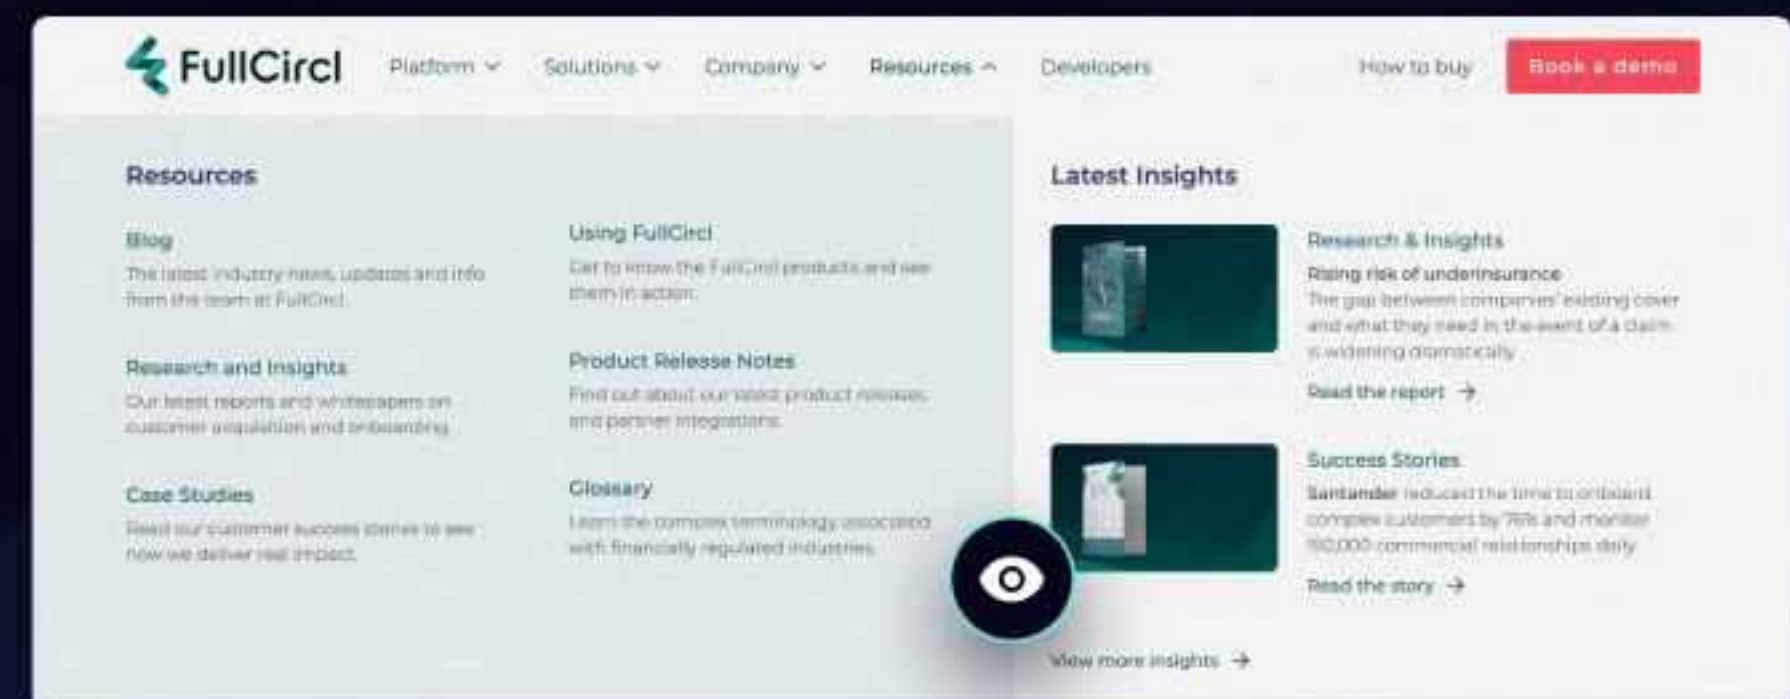 FullCircl
Platform
Solutions
Company
Resources
Developers
How to buy
Book a demo
Resources
Blog
The latest industry news, updates and info
from the team at FullCircl.
Research and Insights
Our latest reports and whitepapers on
customer acquisition and onboarding.
Case Studies
Read our customer success stories to see
how we deliver real impact.
Using FullCircl
Get to know the FullCircl products and see
them in action.
Product Release Notes
Find out about our latest product releases,
and partner integrations.
Glossary
Learn the complex terminology associated
with financially regulated industries.
Latest Insights
Research & Insights
Rising risk of underinsurance
The gap between companies' existing cover
and what they need in the event of a claim
is widening dramatically
Read the report →
Success Stories
Santander reduced the time to onboard
complex customers by 76% and monitor
commercial relationships daily
Read the story →
View more insights →